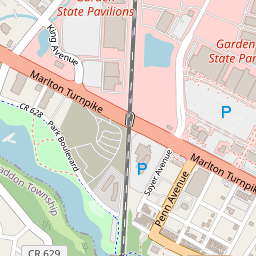 Garden
State Pavilions
King Avenue
Garden
State Par
Marlton Turnpike
CR 628
Park Boulevard
P
Marlton Turnpike
P
Sayer Avenue
Penn Avenue
addon Township
CR 629